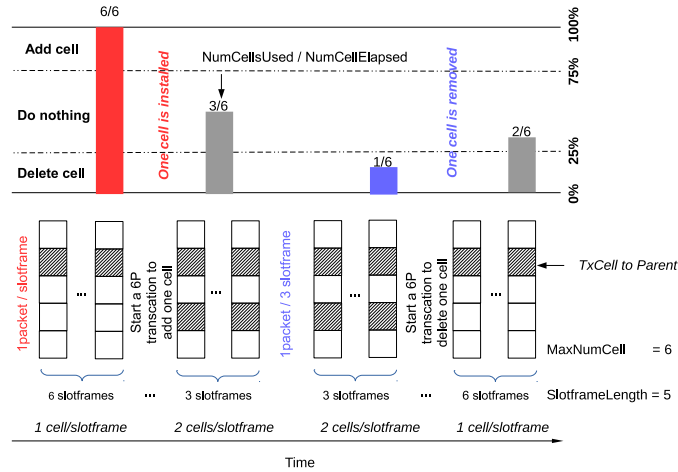 6/6
100%
Add cell
One cell is installed
NumCellsUsed / NumCellElapsed
One cell is removed
75%
3/6
Do nothing
2/6
1/6
25%
Delete cell
0%
1packet / slotframe
...
Start a 6P
transcation to
add one cell
...
1packet / 3 slotframe
...
Start a 6P
transcation to
delete one cell
...
TxCell to Parent
MaxNumCell = 6
6 slotframes
...
3 slotframes
3 slotframes
...
6 slotframes
SlotframeLength = 5
1 cell/slotframe
2 cells/slotframe
2 cells/slotframe
1 cell/slotframe
Time